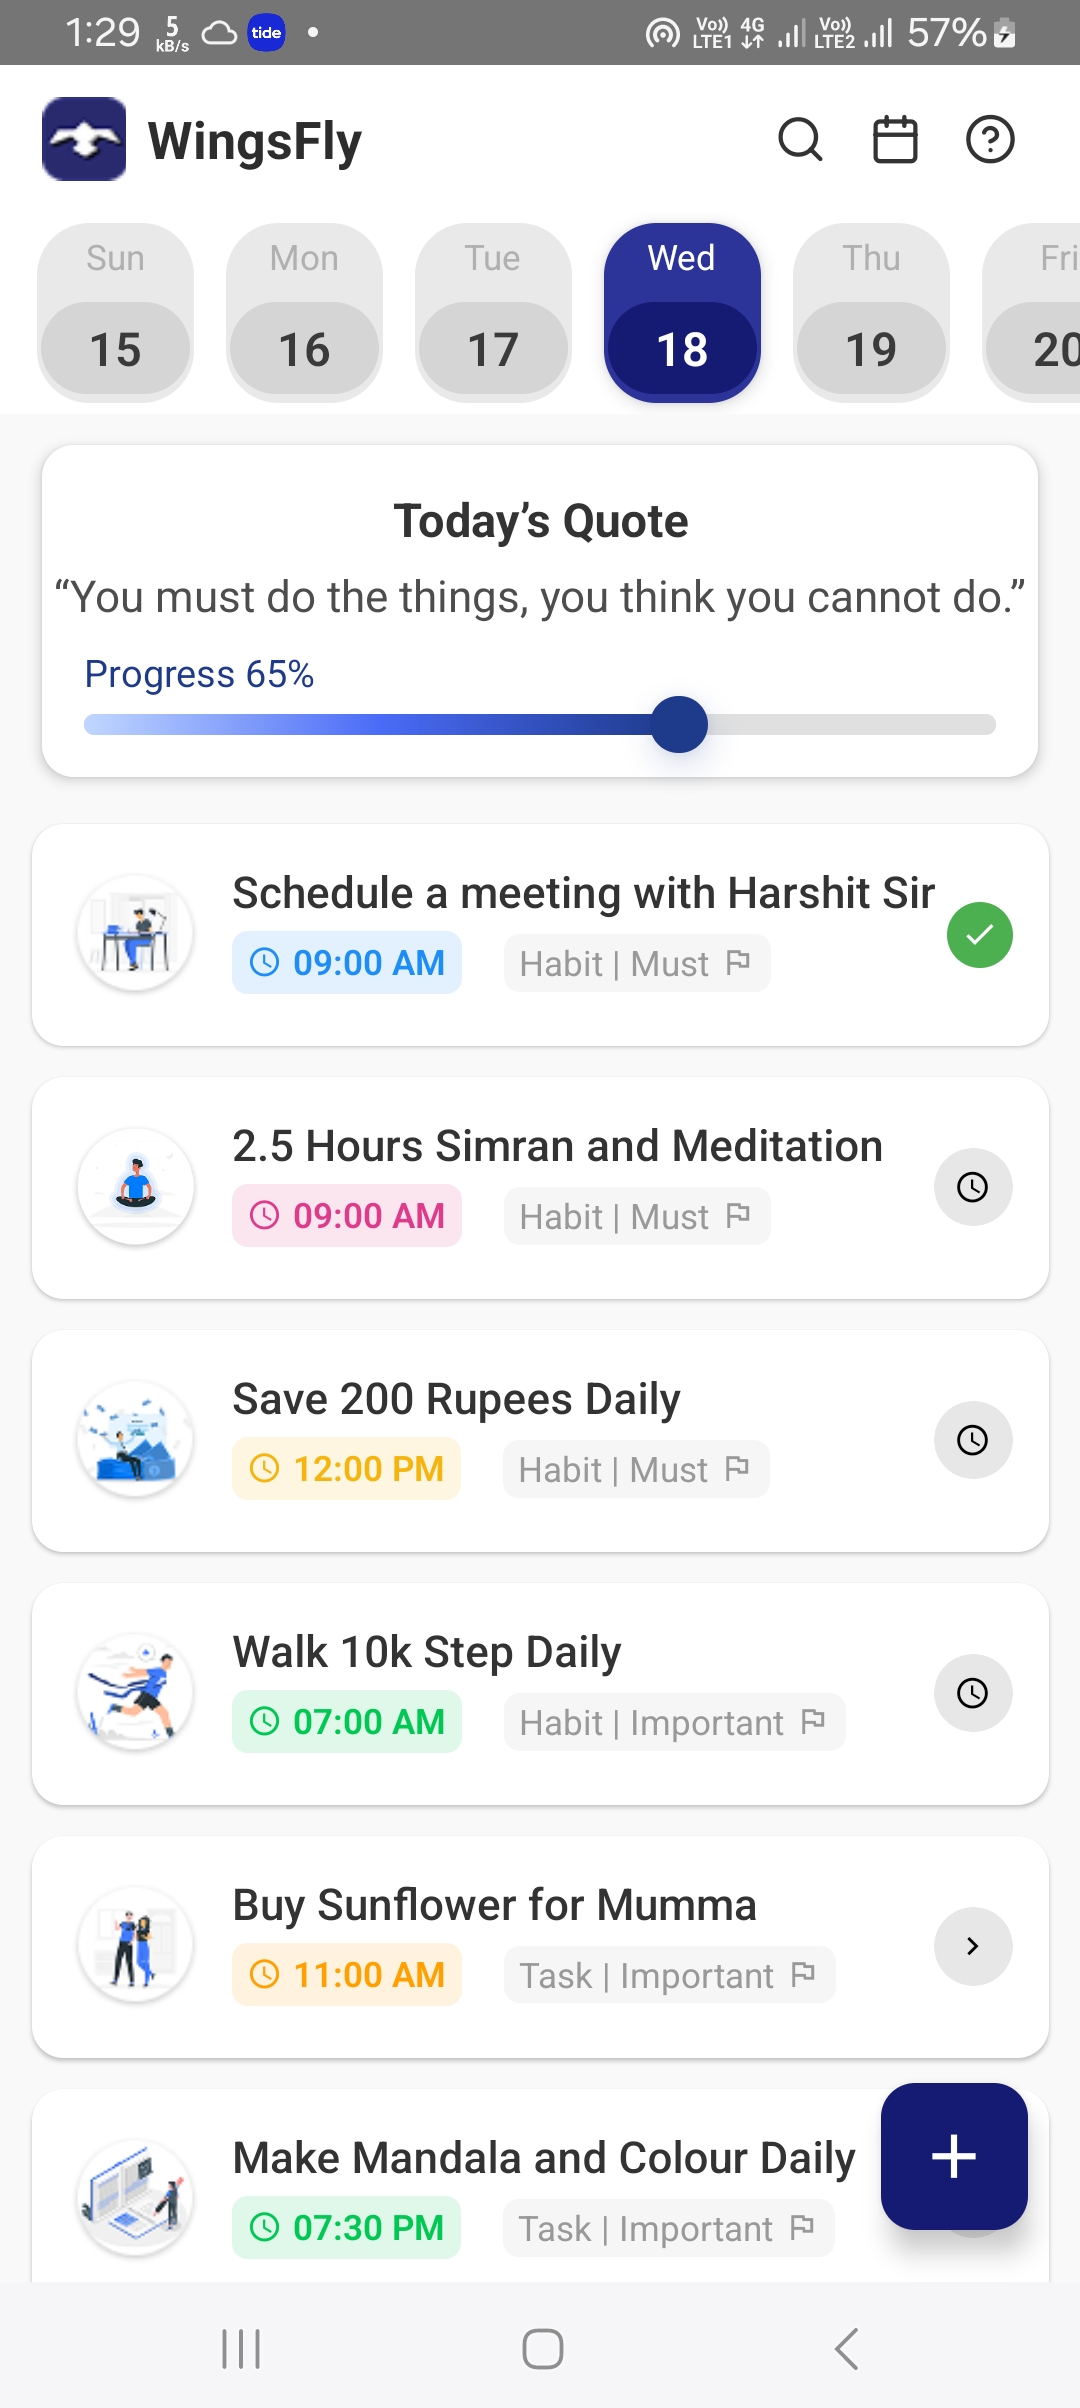 1:29 5 kB/s tide Vo)) LTE1 4G Vo)) LTE2 57%
WingsFly
Sun Mon Tue Wed Thu Fri
15 16 17 18 19 20
Today’s Quote
“You must do the things, you think you cannot do.”
Progress 65%
Schedule a meeting with Harshit Sir
09:00 AM Habit | Must
2.5 Hours Simran and Meditation
09:00 AM Habit | Must
Save 200 Rupees Daily
12:00 PM Habit | Must
Walk 10k Step Daily
07:00 AM Habit | Important
Buy Sunflower for Mumma
11:00 AM Task | Important
Make Mandala and Colour Daily
07:30 PM Task | Important